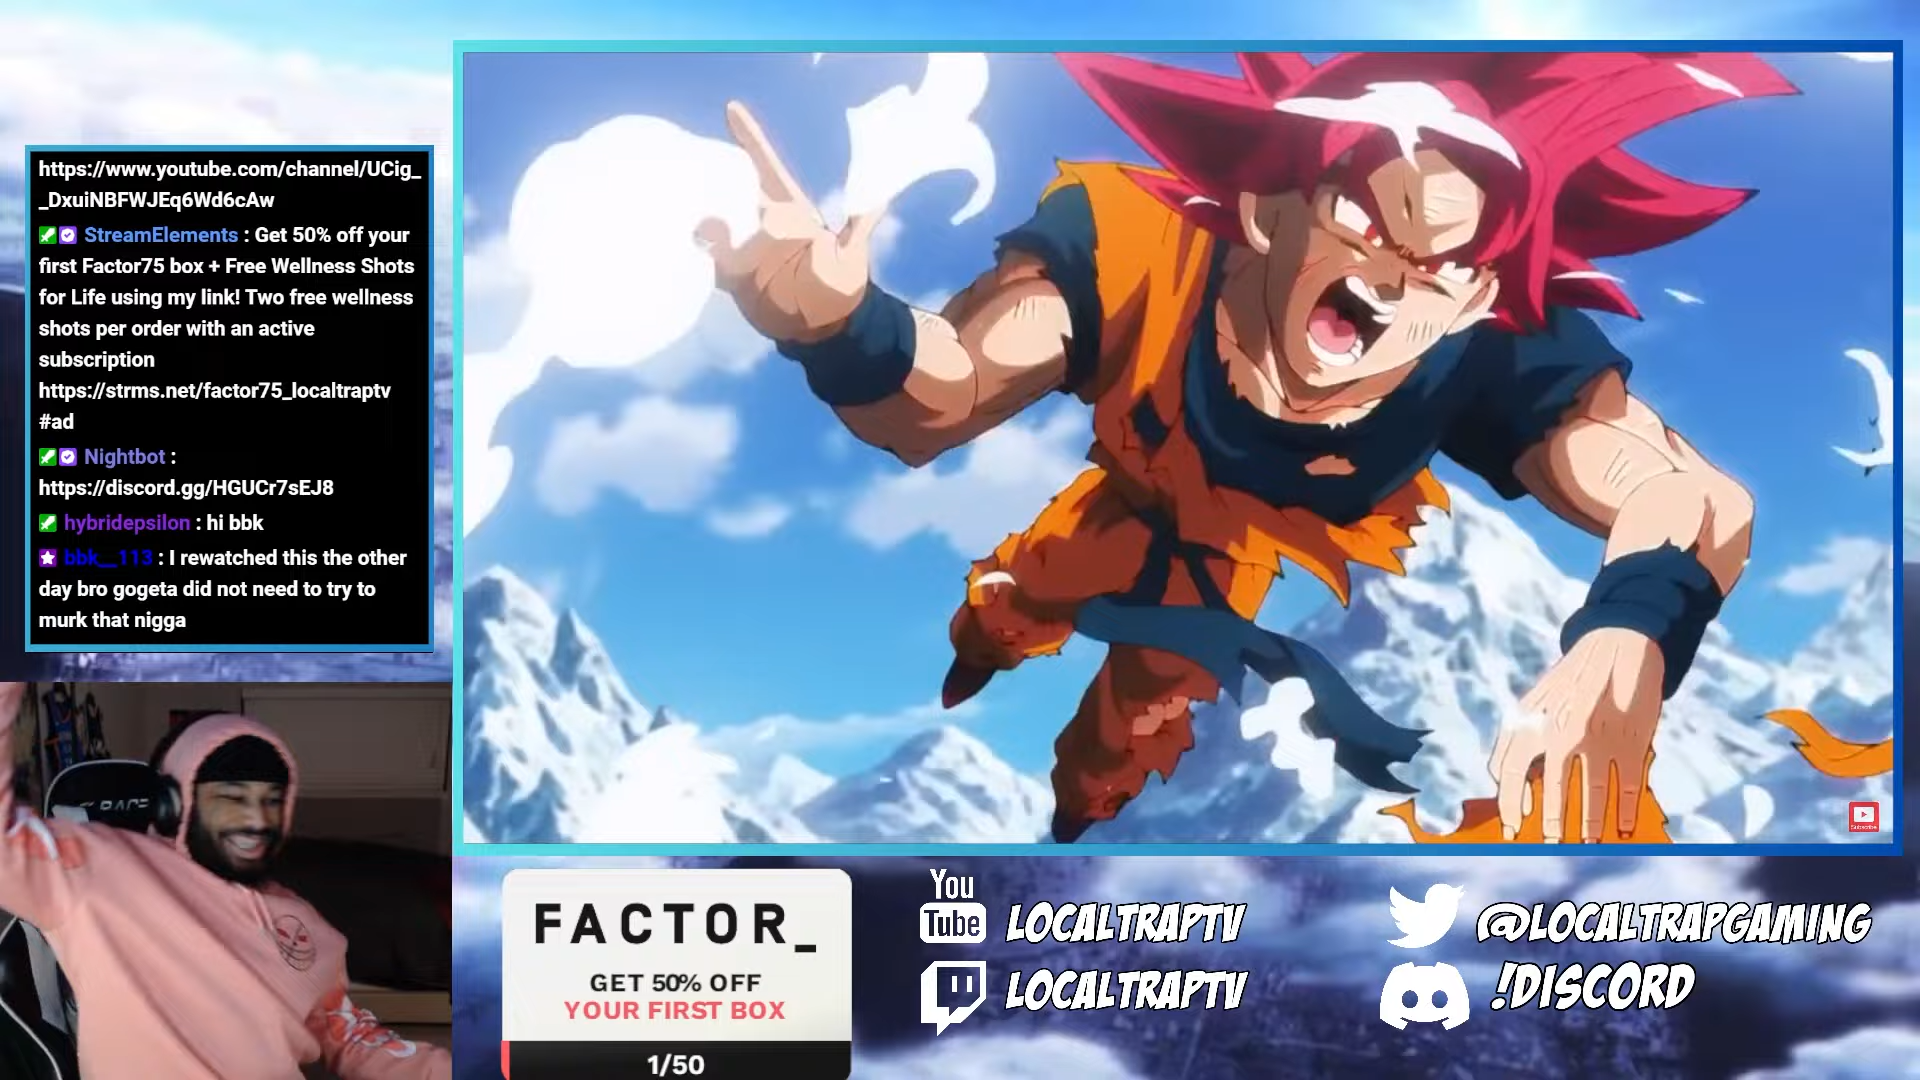 https://www.youtube.com/channel/UCig_
_DxuiNBFWJEq6Wd6cAw
StreamElements : Get 50% off your
first Factor75 box + Free Wellness Shots
for Life using my link! Two free wellness
shots per order with an active
subscription
https://strms.net/factor75_localtraptv
#ad
Nightbot :
https://discord.gg/HGUCr7sEJ8
hybridepsilon : hi bbk
bbk__113 : I rewatched this the other
day bro gogeta did not need to try to
murk that nigga
Subscribe
FACTOR_
GET 50% OFF
YOUR FIRST BOX
1/50
You
Tube
LOCALTRAPTV
LOCALTRAPTV
@LOCALTRAPGAMING
!DISCORD